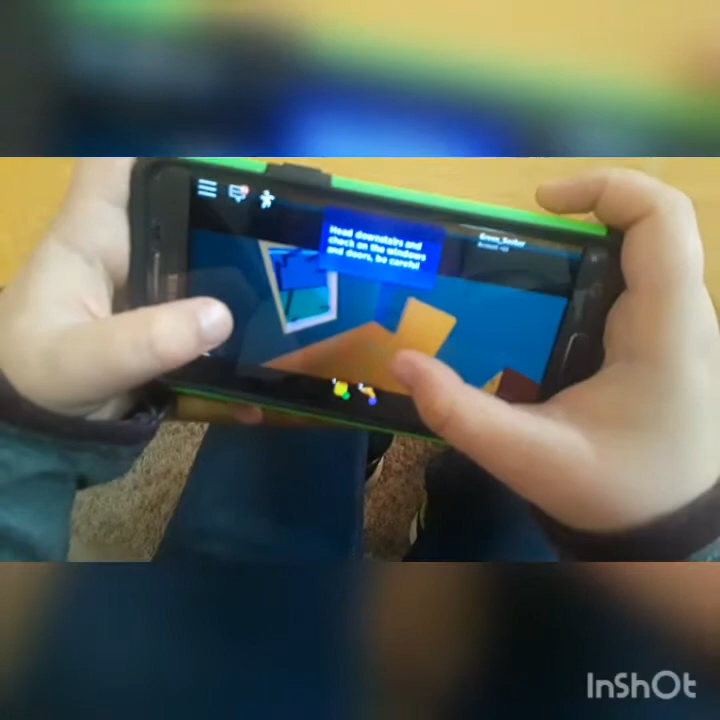 Head downstairs and
check on the windows
and doors, be careful
InShOt